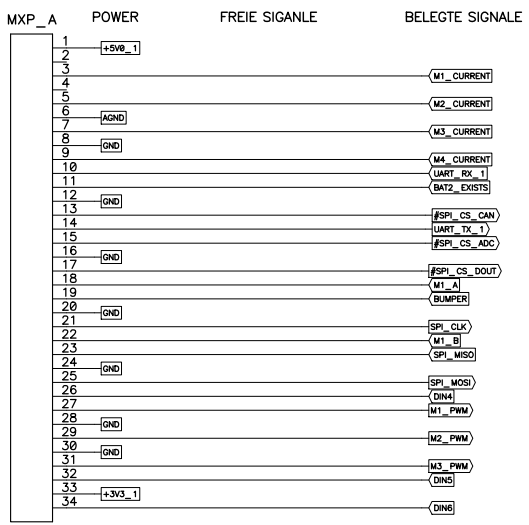 MXP_A POWER FREIE SIGANLE BELEGTE SIGNALE
1 +5V0_1
2
3 M1_CURRENT
4
5 M2_CURRENT
6 AGND
7 M3_CURRENT
8 GND
9 M4_CURRENT
10 UART_RX_1
11 BAT2_EXISTS
12 GND
13 #SPI_CS_CAN
14 UART_TX_1
15 #SPI_CS_ADC
16 GND
17 #SPI_CS_DOUT
18 M1_A
19 BUMPER
20 GND
21 SPI_CLK
22 M1_B
23 SPI_MISO
24 GND
25 SPI_MOSI
26 DIN4
27 M1_PWM
28 GND
29 M2_PWM
30 GND
31 M3_PWM
32 DIN5
33 +3V3_1
34 DIN6